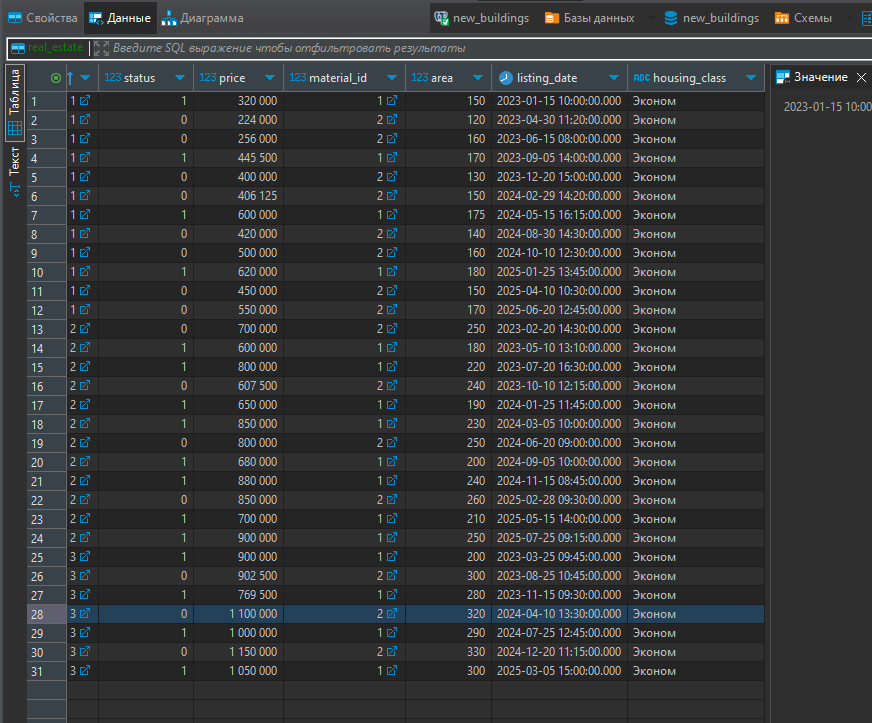 Свойства Данные Диаграмма new_buildings Базы данных new_buildings Схемы
real_estate Введите SQL выражение чтобы отфильтровать результаты
Таблица
Текст
123 status 123 price 123 material_id 123 area listing_date ABC housing_class
1 1 1 320 000 1 150 2023-01-15 10:00:00.000 Эконом
2 1 0 224 000 2 120 2023-04-30 11:20:00.000 Эконом
3 1 0 256 000 2 160 2023-06-15 08:00:00.000 Эконом
4 1 1 445 500 1 170 2023-09-05 14:00:00.000 Эконом
5 1 0 400 000 2 130 2023-12-20 15:00:00.000 Эконом
6 1 0 406 125 2 150 2024-02-29 14:20:00.000 Эконом
7 1 1 600 000 1 175 2024-05-15 16:15:00.000 Эконом
8 1 0 420 000 2 140 2024-08-30 14:30:00.000 Эконом
9 1 0 500 000 2 160 2024-10-10 12:30:00.000 Эконом
10 1 1 620 000 1 180 2025-01-25 13:45:00.000 Эконом
11 1 0 450 000 2 150 2025-04-10 10:30:00.000 Эконом
12 1 0 550 000 2 170 2025-06-20 12:45:00.000 Эконом
13 2 0 700 000 2 250 2023-02-20 14:30:00.000 Эконом
14 2 1 600 000 1 180 2023-05-10 13:10:00.000 Эконом
15 2 1 800 000 1 220 2023-07-20 16:30:00.000 Эконом
16 2 0 607 500 2 240 2023-10-10 12:15:00.000 Эконом
17 2 1 650 000 1 190 2024-01-25 11:45:00.000 Эконом
18 2 1 850 000 1 230 2024-03-05 10:00:00.000 Эконом
19 2 0 800 000 2 250 2024-06-20 09:00:00.000 Эконом
20 2 1 680 000 1 200 2024-09-05 10:00:00.000 Эконом
21 2 1 880 000 1 240 2024-11-15 08:45:00.000 Эконом
22 2 0 850 000 2 260 2025-02-28 09:30:00.000 Эконом
23 2 1 700 000 1 210 2025-05-15 14:00:00.000 Эконом
24 2 1 900 000 1 250 2025-07-25 09:15:00.000 Эконом
25 3 1 900 000 1 200 2023-03-25 09:45:00.000 Эконом
26 3 0 902 500 2 300 2023-08-25 10:45:00.000 Эконом
27 3 1 769 500 1 280 2023-11-15 09:30:00.000 Эконом
28 3 0 1 100 000 2 320 2024-04-10 13:30:00.000 Эконом
29 3 1 1 000 000 1 290 2024-07-25 12:45:00.000 Эконом
30 3 0 1 150 000 2 330 2024-12-20 11:15:00.000 Эконом
31 3 1 1 050 000 1 300 2025-03-05 15:00:00.000 Эконом
Значение
2023-01-15 10:00